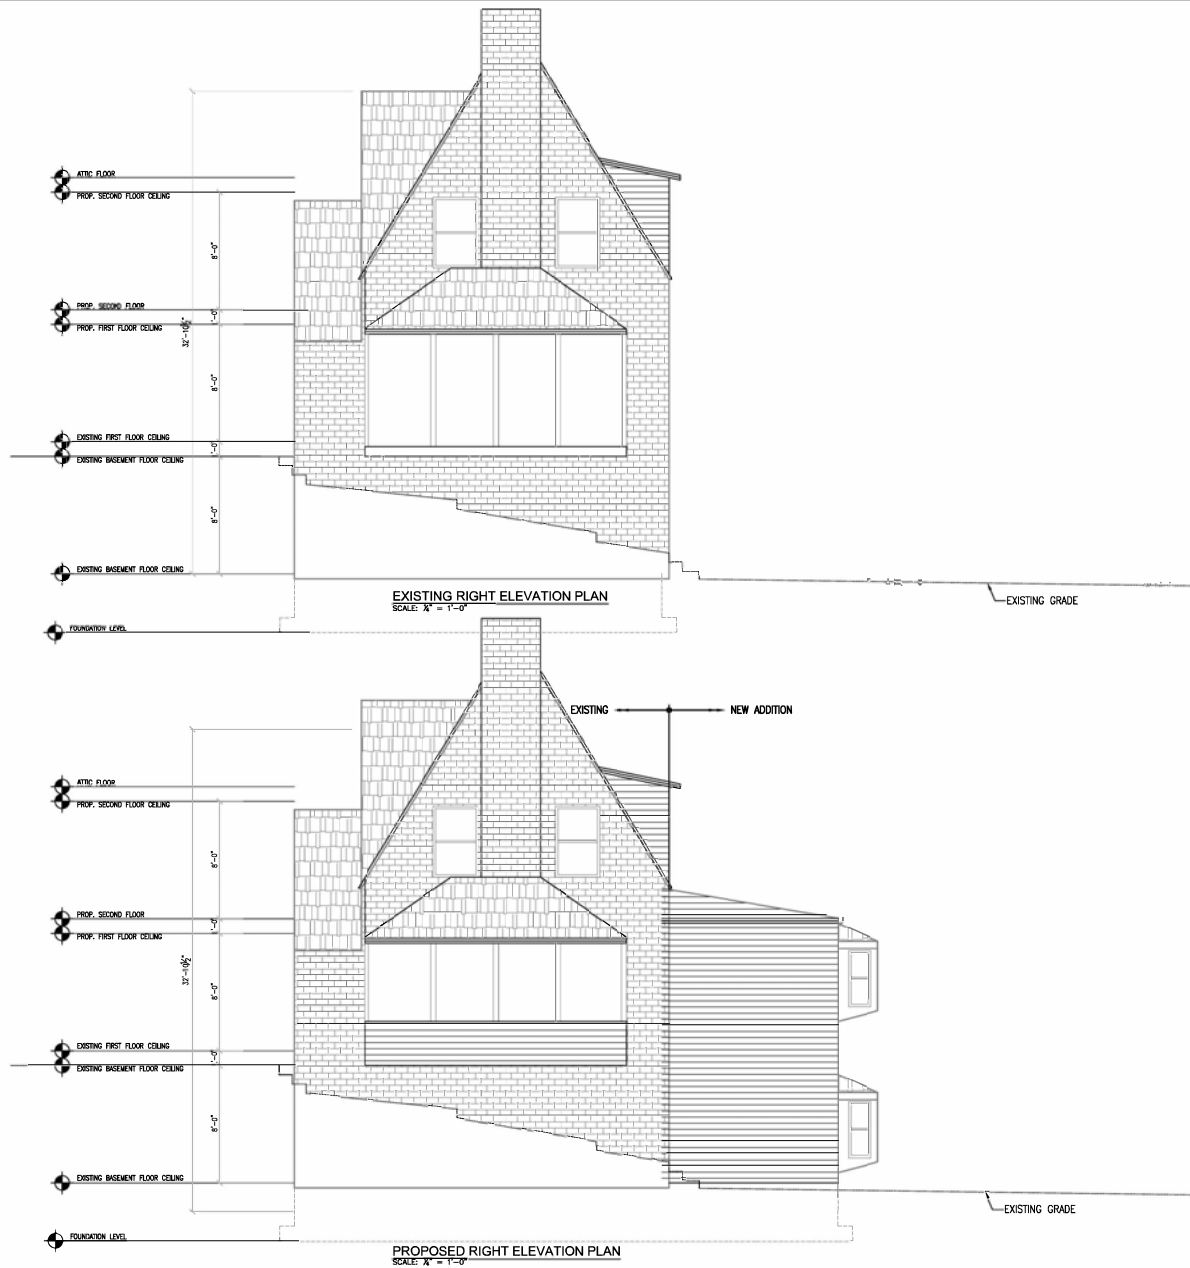 ATTIC FLOOR
PROP. SECOND FLOOR CEILING
8'-0"
PROP. SECOND FLOOR
1'-0"
PROP. FIRST FLOOR CEILING
32'-10½"
8'-0"
EXISTING FIRST FLOOR CEILING
1'-0"
EXISTING BASEMENT FLOOR CEILING
8'-0"
EXISTING BASEMENT FLOOR CEILING
EXISTING RIGHT ELEVATION PLAN
SCALE: ¼" = 1'-0"
EXISTING GRADE
FOUNDATION LEVEL
EXISTING
NEW ADDITION
ATTIC FLOOR
PROP. SECOND FLOOR CEILING
8'-0"
PROP. SECOND FLOOR
1'-0"
PROP. FIRST FLOOR CEILING
32'-10½"
8'-0"
EXISTING FIRST FLOOR CEILING
1'-0"
EXISTING BASEMENT FLOOR CEILING
8'-0"
EXISTING BASEMENT FLOOR CEILING
EXISTING GRADE
FOUNDATION LEVEL
PROPOSED RIGHT ELEVATION PLAN
SCALE: ¼" = 1'-0"